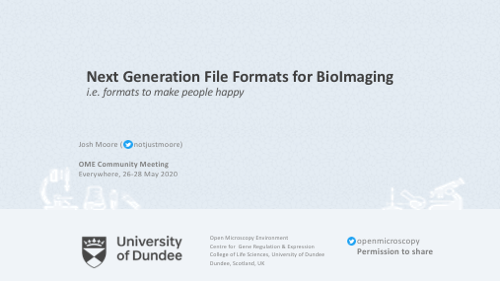 Next Generation File Formats for BioImaging
i.e. formats to make people happy
Josh Moore (notjustmoore)
OME Community Meeting
Everywhere, 26-28 May 2020
University
of Dundee
Open Microscopy Environment
Centre for Gene Regulation & Expression
College of Life Sciences, University of Dundee
Dundee, Scotland, UK
openmicroscopy
Permission to share